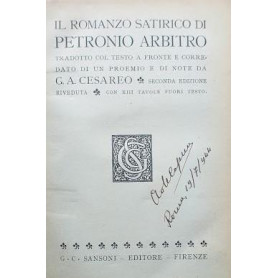 IL ROMANZO SATIRICO DI
PETRONIO ARBITRO
TRADOTTO COL TESTO A FRONTE E CORRE-
DATO DI UN PROEMIO E DI NOTE DA
G. A. CESAREO SECONDA EDIZIONE
RIVEDUTA CON XIII TAVOLE FUORI TESTO.
Roma
G · C · SANSONI - EDITORE - FIRENZE